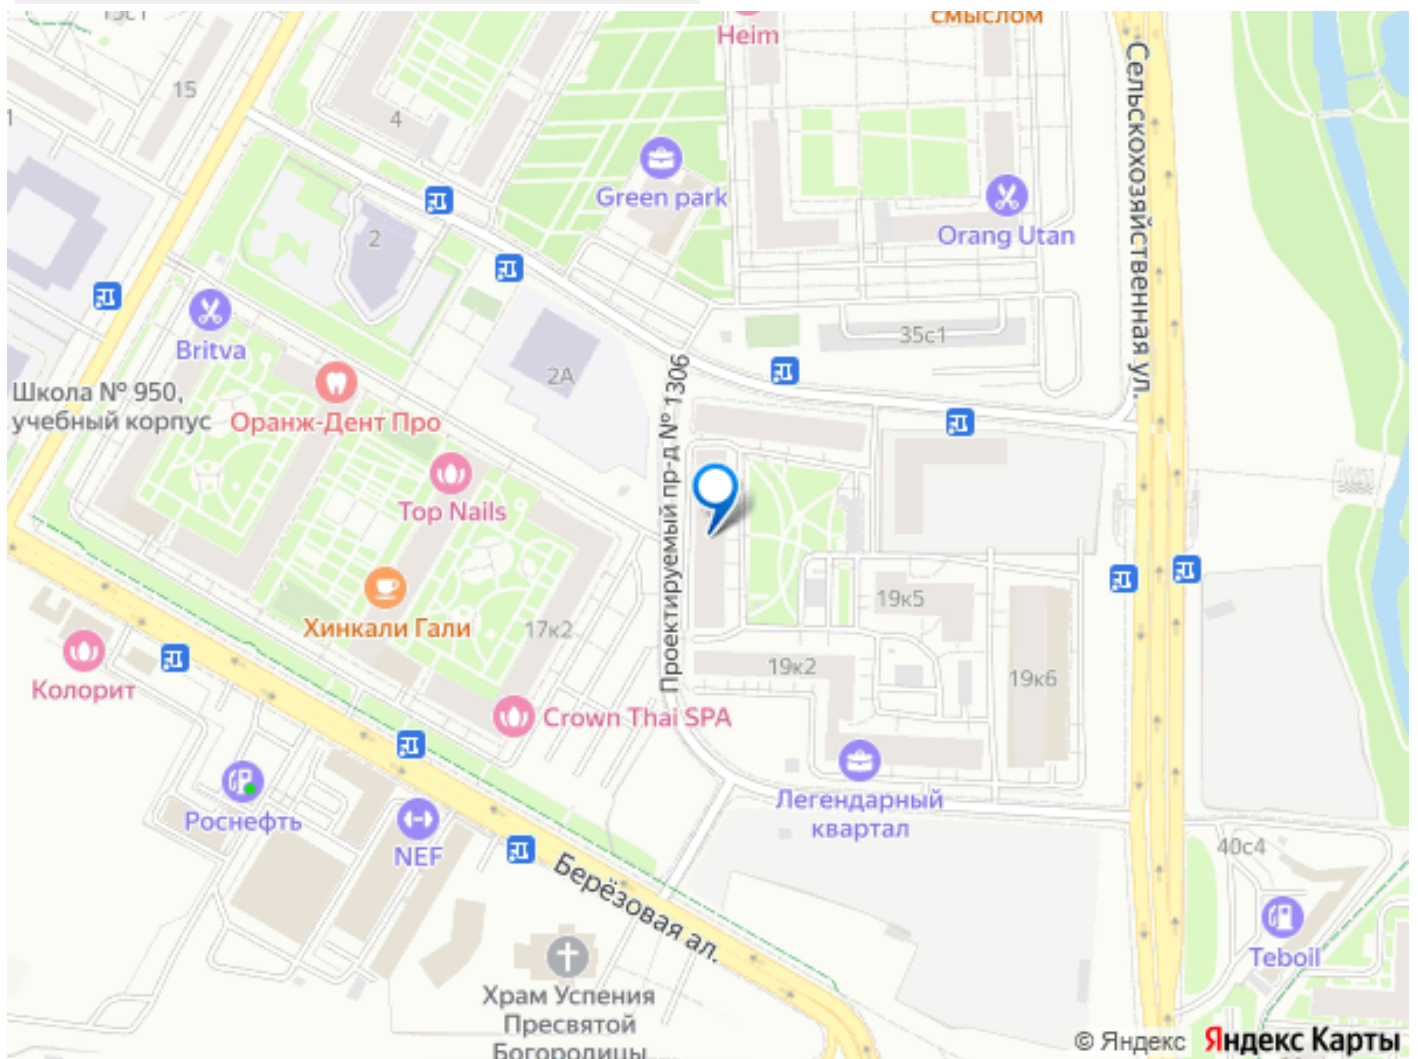 15с1
смыслом
Heim
15
4
1
Green park
Orang Utan
Сельскохозяйственная ул.
2
Britva
35с1
2А
Школа № 950,
учебный корпус
Оранж-Дент Про
Проектируемый пр-д № 1306
Top Nails
Хинкали Гали
17к2
19к5
19к2
19к6
Колорит
Crown Thai SPA
Легендарный
квартал
Роснефть
NEF
40с4
Берёзовая ал.
Teboil
Храм Успения
Пресвятой
Богородицы
© Яндекс Яндекс Карты